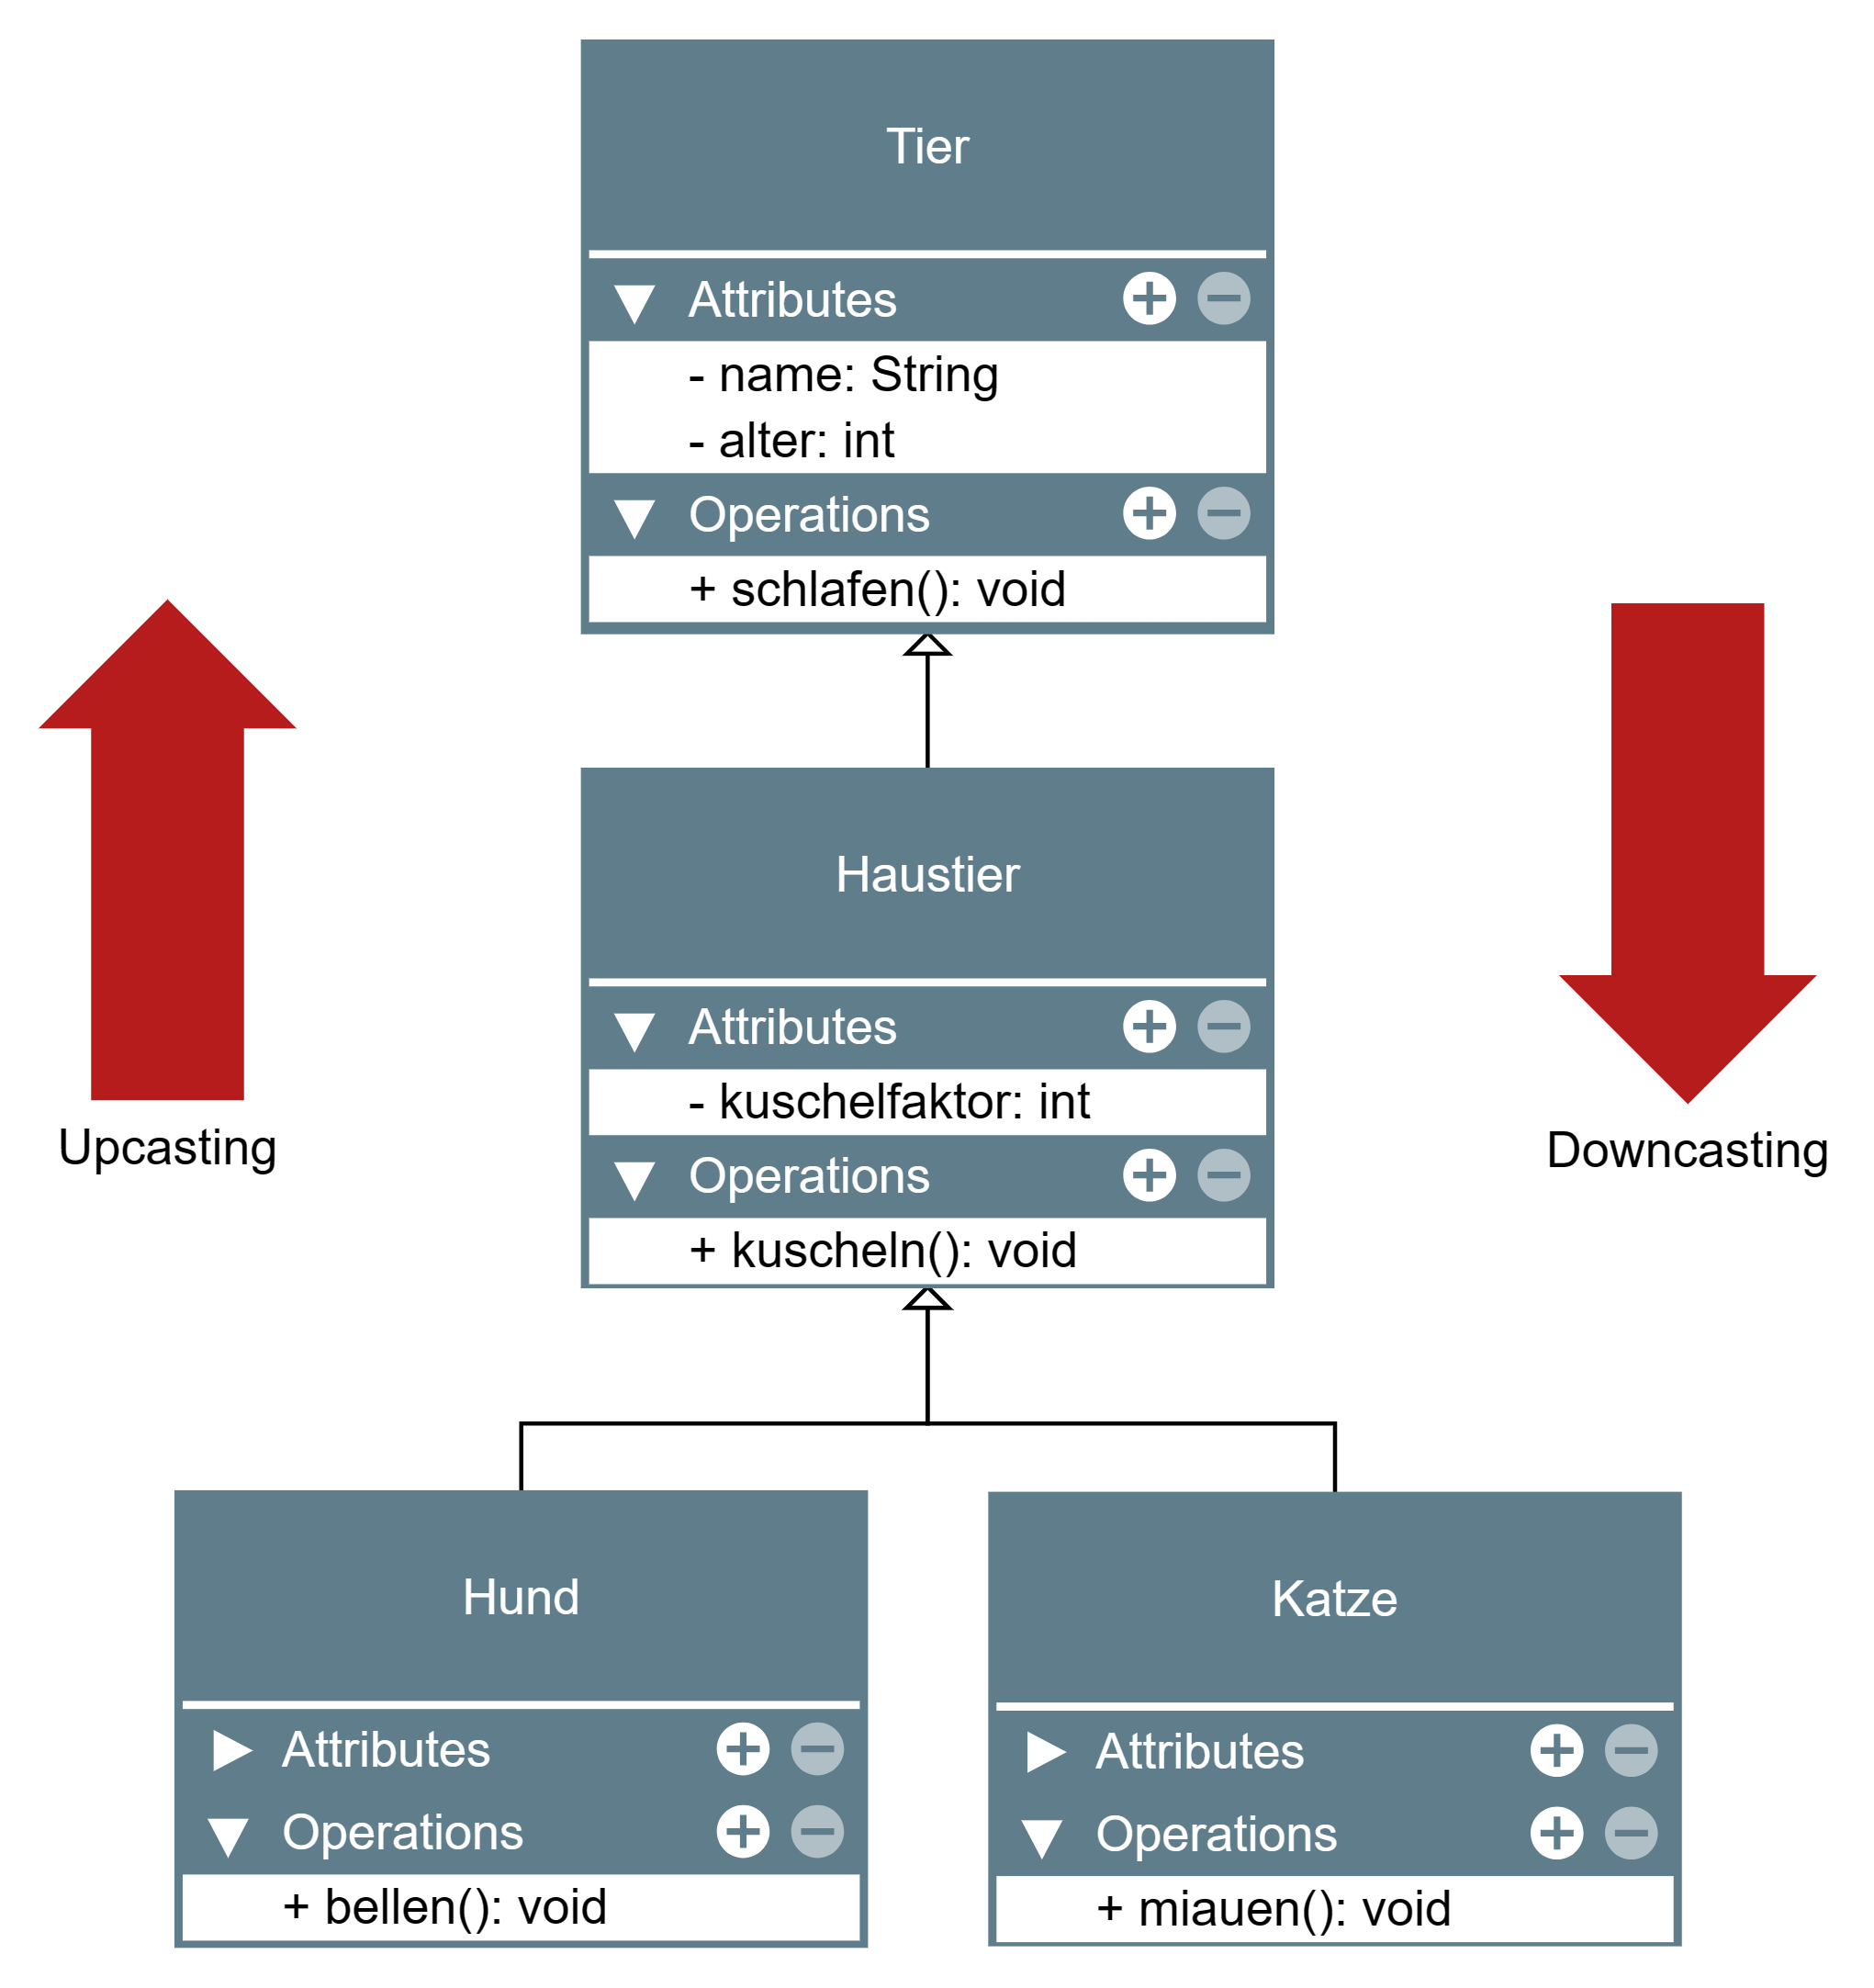 Tier
Attributes
- name: String
- alter: int
Operations
+ schlafen(): void
Upcasting
Downcasting
Haustier
Attributes
- kuschelfaktor: int
Operations
+ kuscheln(): void
Hund
Attributes
Operations
+ bellen(): void
Katze
Attributes
Operations
+ miauen(): void